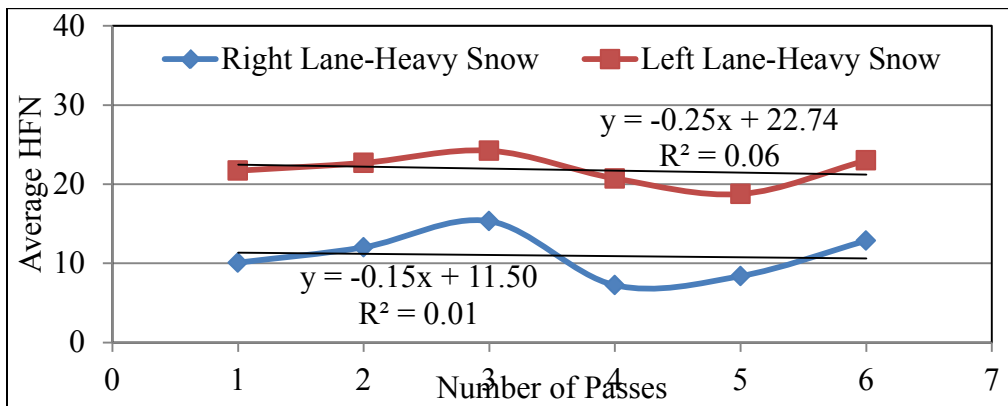 40
30
20
10
0
Average HFN
Right Lane-Heavy Snow
Left Lane-Heavy Snow
y = -0.25x + 22.74
R² = 0.06
y = -0.15x + 11.50
R² = 0.01
0 1 2 3 4 5 6 7
Number of Passes